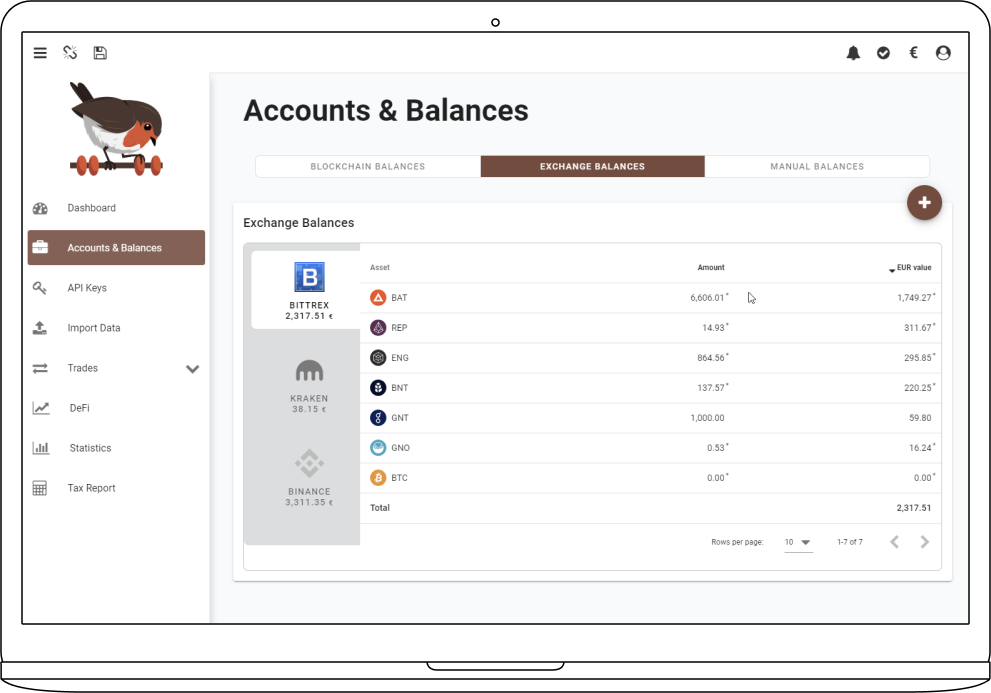 €
Accounts & Balances
BLOCKCHAIN BALANCES EXCHANGE BALANCES MANUAL BALANCES
Dashboard
Accounts & Balances
API Keys
Import Data
Trades
DeFi
Statistics
Tax Report
+
Exchange Balances
B
BITTREX
2,317.51 €
KRAKEN
38.15 €
BINANCE
3,311.35 €
Asset Amount EUR value
BAT 6,606.01* 1,749.27*
REP 14.93* 311.67*
ENG 864.56* 295.85*
BNT 137.57* 220.25*
GNT 1,000.00 59.80
GNO 0.53* 16.24*
BTC 0.00* 0.00*
Total 2,317.51
Rows per page: 10 1-7 of 7